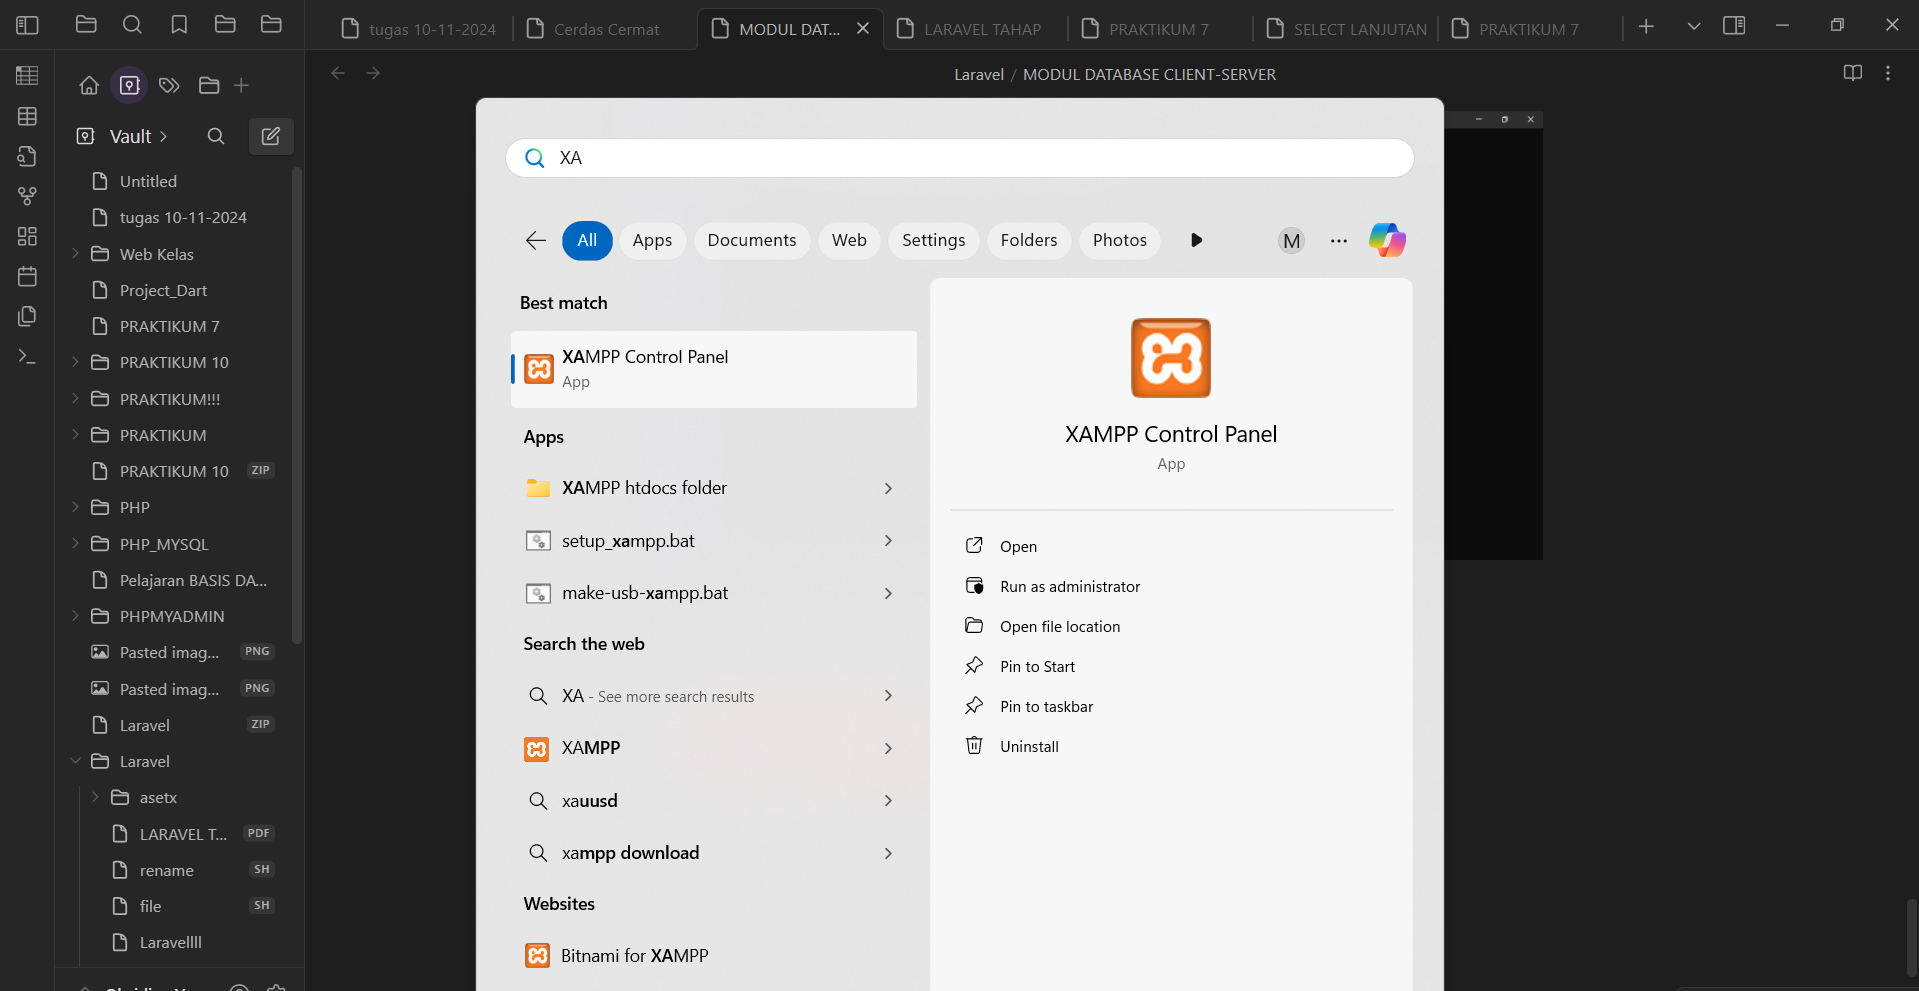 tugas 10-11-2024
Cerdas Cermat
MODUL DAT...
LARAVEL TAHAP
PRAKTIKUM 7
SELECT LANJUTAN
PRAKTIKUM 7
Laravel / MODUL DATABASE CLIENT-SERVER
Vault
Untitled
tugas 10-11-2024
Web Kelas
Project_Dart
PRAKTIKUM 7
PRAKTIKUM 10
PRAKTIKUM!!!
PRAKTIKUM
PRAKTIKUM 10 ZIP
PHP
PHP_MYSQL
Pelajaran BASIS DA...
PHPMYADMIN
Pasted imag... PNG
Pasted imag... PNG
Laravel ZIP
Laravel
asetx
LARAVEL T... PDF
rename SH
file SH
Laravellll
XA
All
Apps
Documents
Web
Settings
Folders
Photos
M
Best match
XAMPP Control Panel
App
Apps
XAMPP htdocs folder
setup_xampp.bat
make-usb-xampp.bat
Search the web
XA - See more search results
XAMPP
xauusd
xampp download
Websites
Bitnami for XAMPP
XAMPP Control Panel
App
Open
Run as administrator
Open file location
Pin to Start
Pin to taskbar
Uninstall